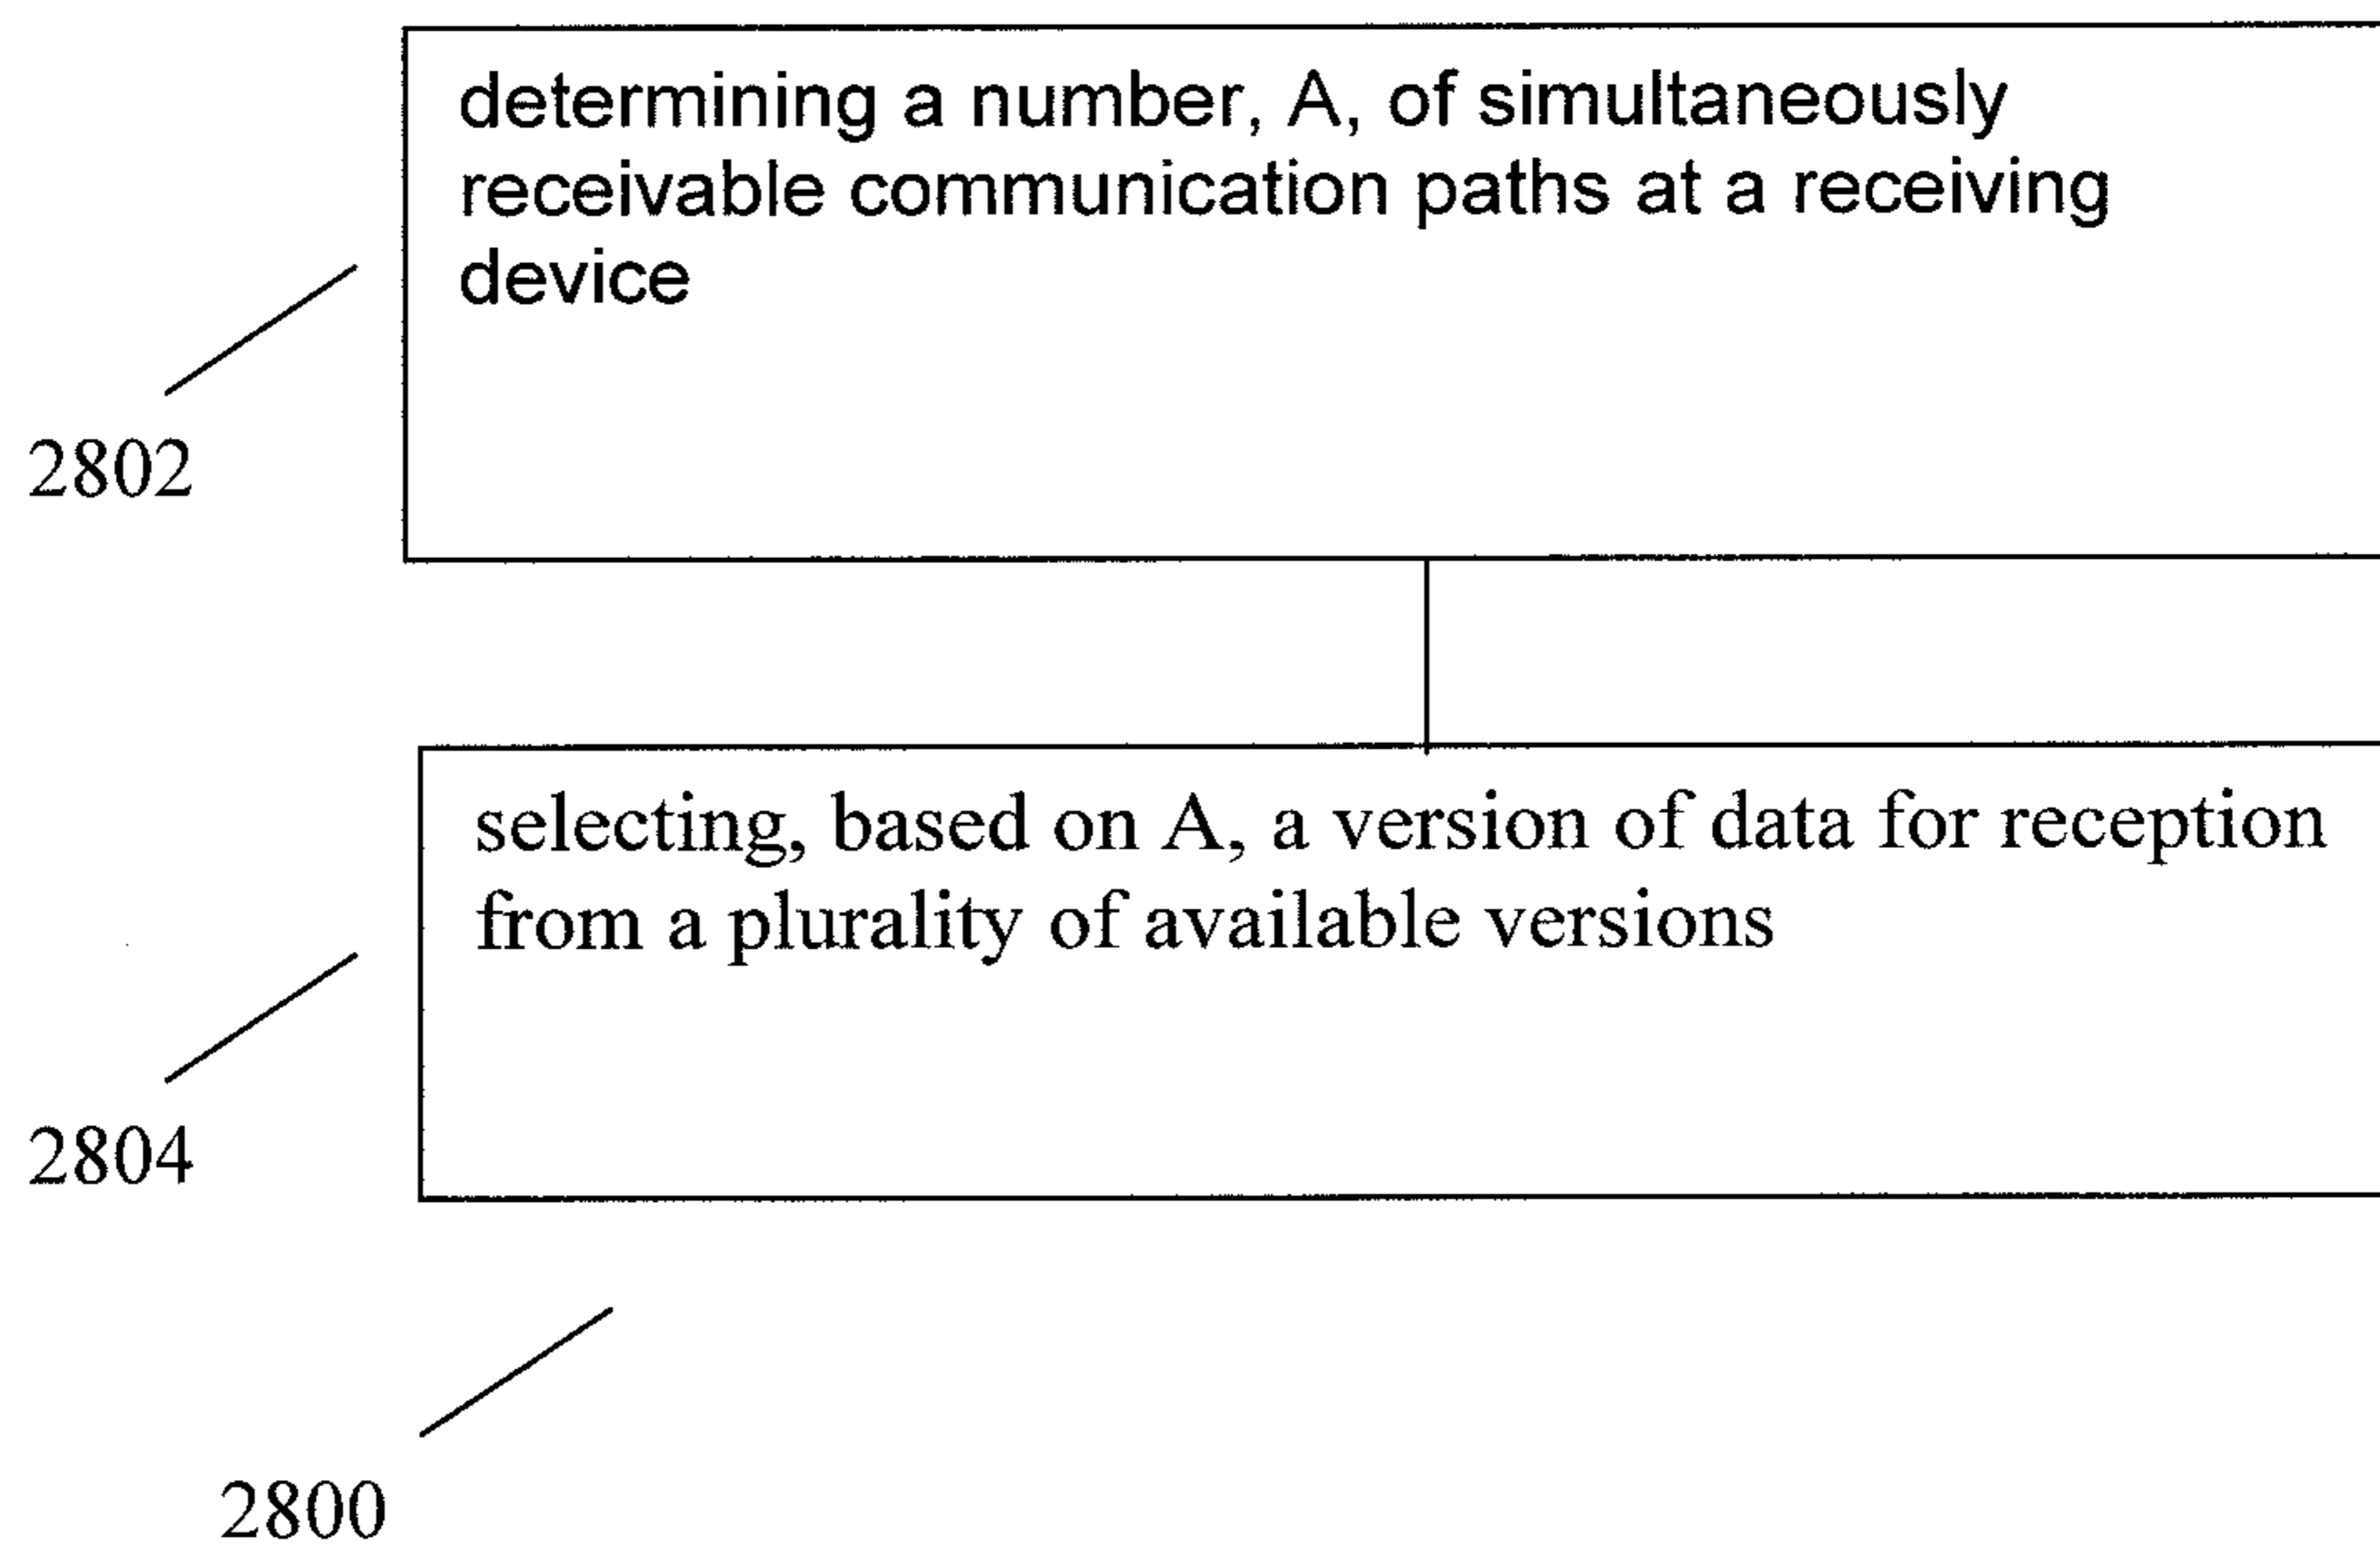 determining a number, A, of simultaneously
receivable communication paths at a receiving
device
2802
selecting, based on A, a version of data for reception
from a plurality of available versions
2804
2800